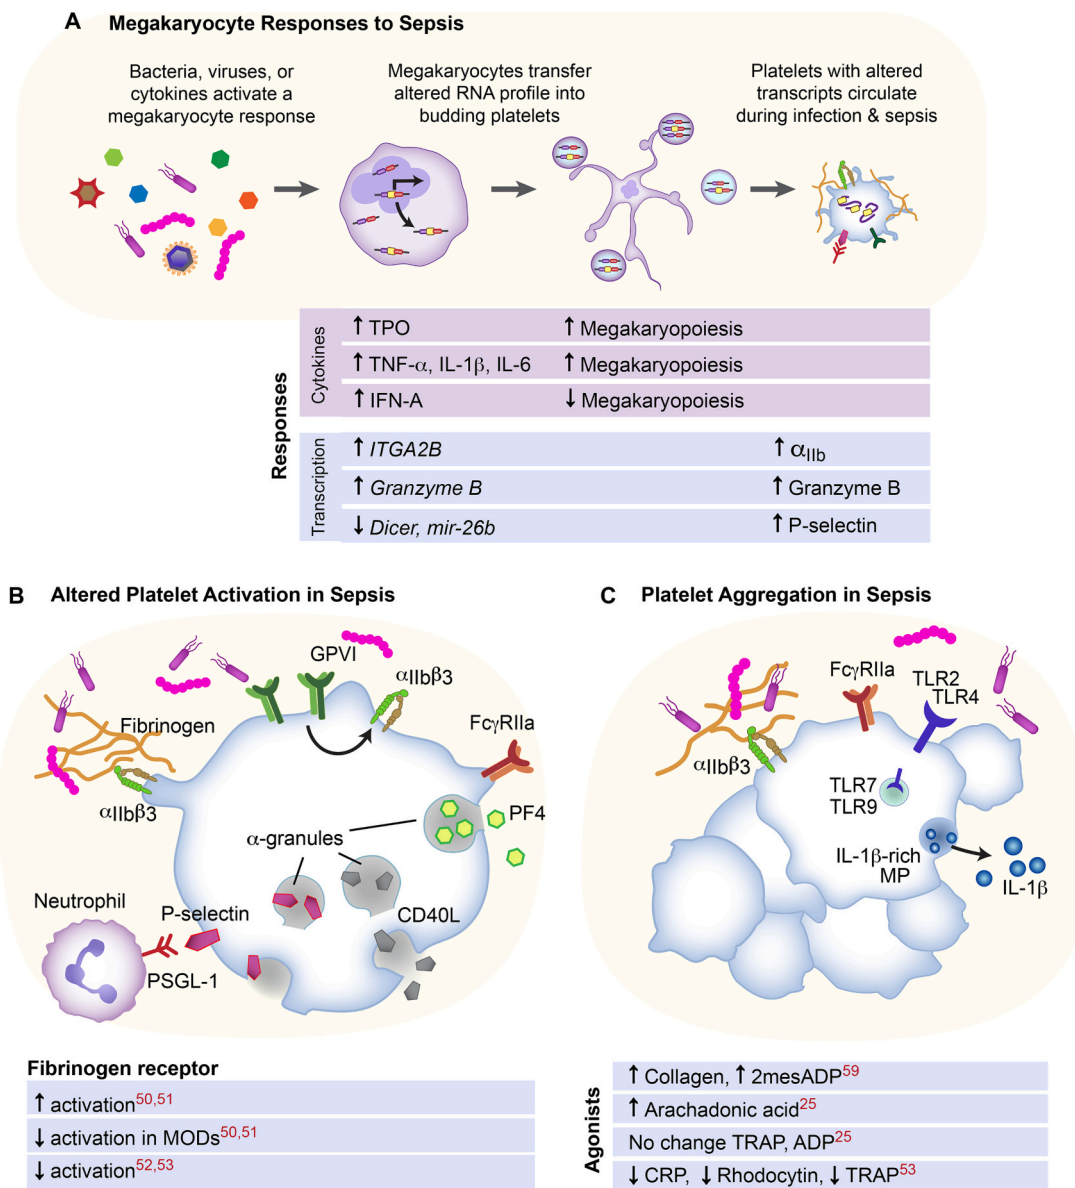 A Megakaryocyte Responses to Sepsis
Bacteria, viruses, or
cytokines activate a
megakaryocyte response
Megakaryocytes transfer
altered RNA profile into
budding platelets
Platelets with altered
transcripts circulate
during infection & sepsis
Responses
Cytokines
↑ TPO ↑ Megakaryopoiesis
↑ TNF-α, IL-1β, IL-6 ↑ Megakaryopoiesis
↑ IFN-A ↓ Megakaryopoiesis
Transcription
↑ ITGA2B ↑ αIIb
↑ Granzyme B ↑ Granzyme B
↓ Dicer, mir-26b ↑ P-selectin
B Altered Platelet Activation in Sepsis
GPVI
αIIbβ3
Fibrinogen
FcγRIIa
αIIbβ3
PF4
α-granules
Neutrophil
P-selectin
CD40L
PSGL-1
Fibrinogen receptor
↑ activation50,51
↓ activation in MODs50,51
↓ activation52,53
C Platelet Aggregation in Sepsis
FcγRIIa
TLR2
TLR4
αIIbβ3
TLR7
TLR9
IL-1β-rich
MP
IL-1β
Agonists
↑ Collagen, ↑ 2mesADP59
↑ Arachadonic acid25
No change TRAP, ADP25
↓ CRP, ↓ Rhodocytin, ↓ TRAP53